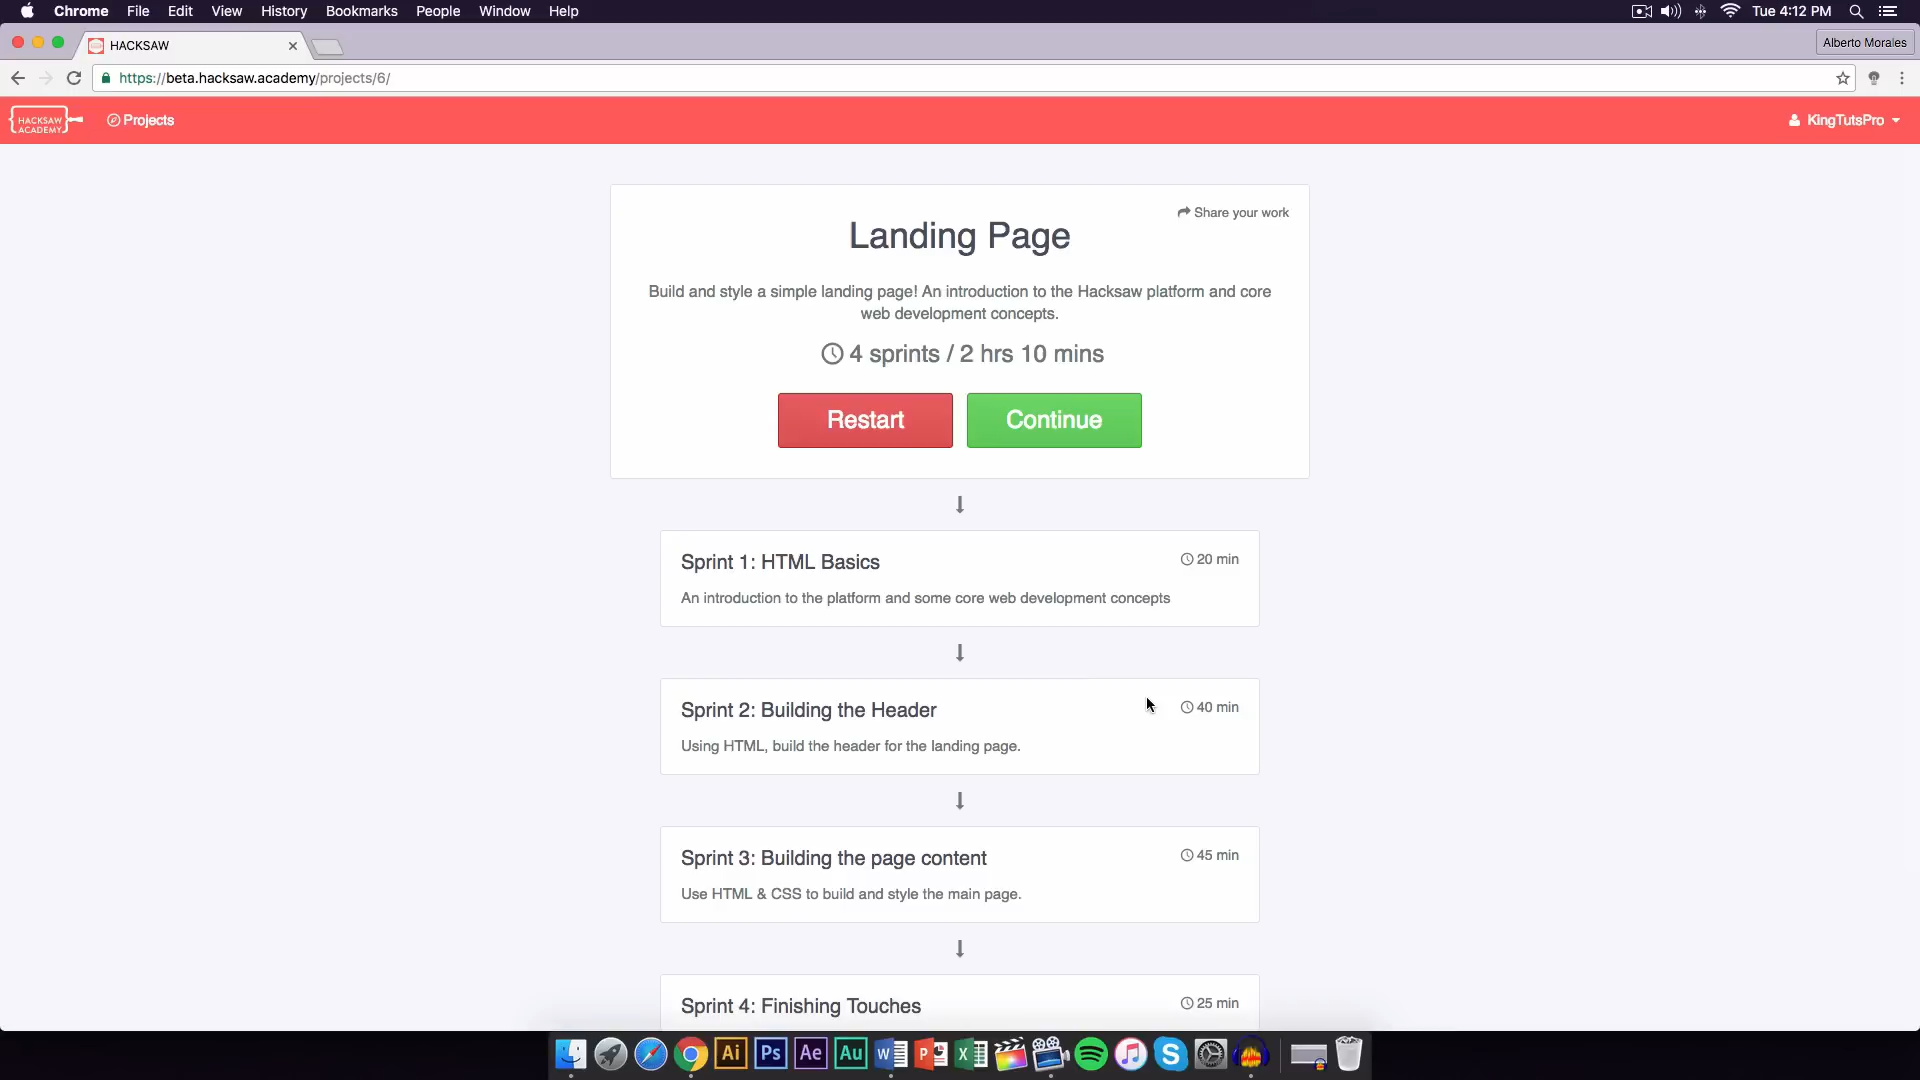 Chrome File Edit View History Bookmarks People Window Help Tue 4:12 PM
HACKSAW Alberto Morales
https://beta.hacksaw.academy/projects/6/
HACKSAW
ACADEMY
Projects KingTutsPro
Share your work
Landing Page
Build and style a simple landing page! An introduction to the Hacksaw platform and core
web development concepts.
4 sprints / 2 hrs 10 mins
Restart Continue
Sprint 1: HTML Basics 20 min
An introduction to the platform and some core web development concepts
Sprint 2: Building the Header 40 min
Using HTML, build the header for the landing page.
Sprint 3: Building the page content 45 min
Use HTML & CSS to build and style the main page.
Sprint 4: Finishing Touches 25 min
Ai Ps Ae Au W P X S